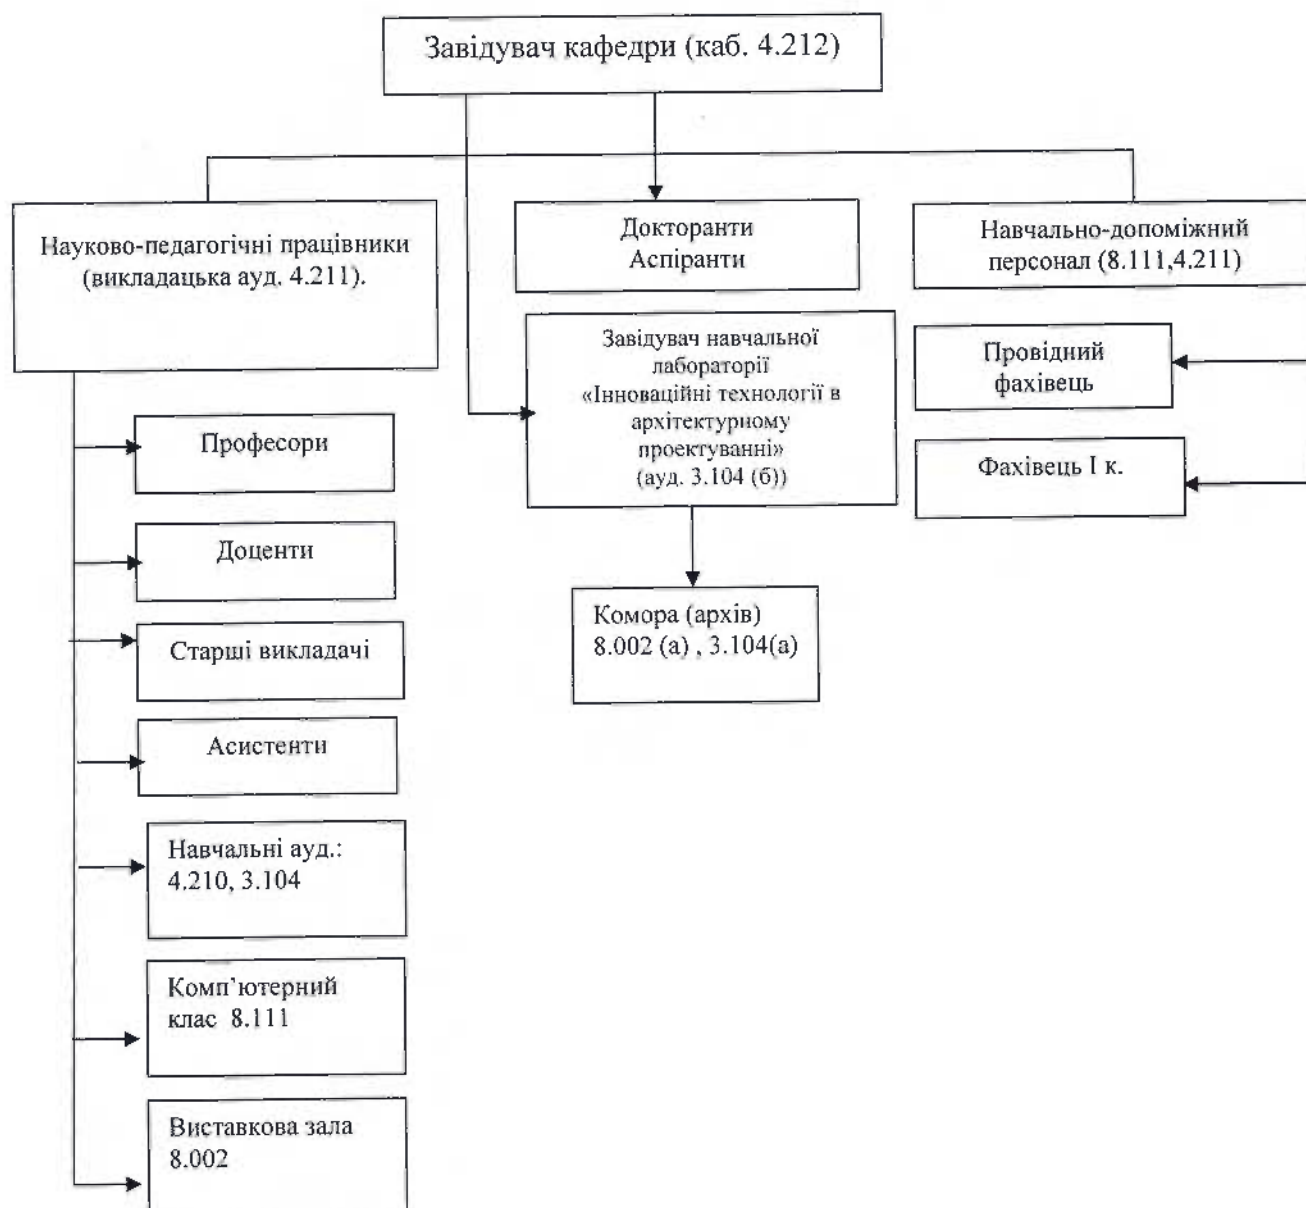 Завідувач кафедри (каб. 4.212)
Науково-педагогічні працівники
(викладацька ауд. 4.211).
Докторанти
Аспіранти
Навчально-допоміжний
персонал (8.111,4.211)
Завідувач навчальної
лабораторії
«Інноваційні технології в
архітектурному
проектуванні»
(ауд. 3.104 (б))
Провідний
фахівець
Фахівець І к.
Комора (архів)
8.002 (а) , 3.104(а)
Професори
Доценти
Старші викладачі
Асистенти
Навчальні ауд.:
4.210, 3.104
Комп’ютерний
клас 8.111
Виставкова зала
8.002